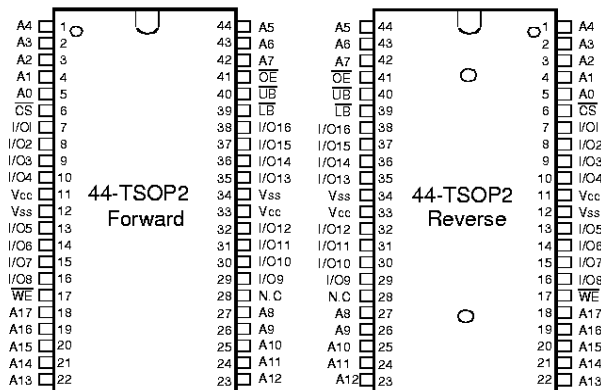 A4 1 44 A5
A3 2 43 A6
A2 3 42 A7
A1 4 41 OE
A0 5 40 UB
CS 6 39 LB
I/O1 7 38 I/O16
I/O2 8 37 I/O15
I/O3 9 36 I/O14
I/O4 10 35 I/O13
Vcc 11 34 Vss
Vss 12 33 Vcc
I/O5 13 32 I/O12
I/O6 14 31 I/O11
I/O7 15 30 I/O10
I/O8 16 29 I/O9
WE 17 28 N.C
A17 18 27 A8
A16 19 26 A9
A15 20 25 A10
A14 21 24 A11
A13 22 23 A12
44-TSOP2
Forward
A5 44 1 A4
A6 43 2 A3
A7 42 3 A2
OE 41 4 A1
UB 40 5 A0
LB 39 6 CS
I/O16 38 7 I/O1
I/O15 37 8 I/O2
I/O14 36 9 I/O3
I/O13 35 10 I/O4
Vss 34 11 Vcc
Vcc 33 12 Vss
I/O12 32 13 I/O5
I/O11 31 14 I/O6
I/O10 30 15 I/O7
I/O9 29 16 I/O8
N.C 28 17 WE
A8 27 18 A17
A9 26 19 A16
A10 25 20 A15
A11 24 21 A14
A12 23 22 A13
44-TSOP2
Reverse